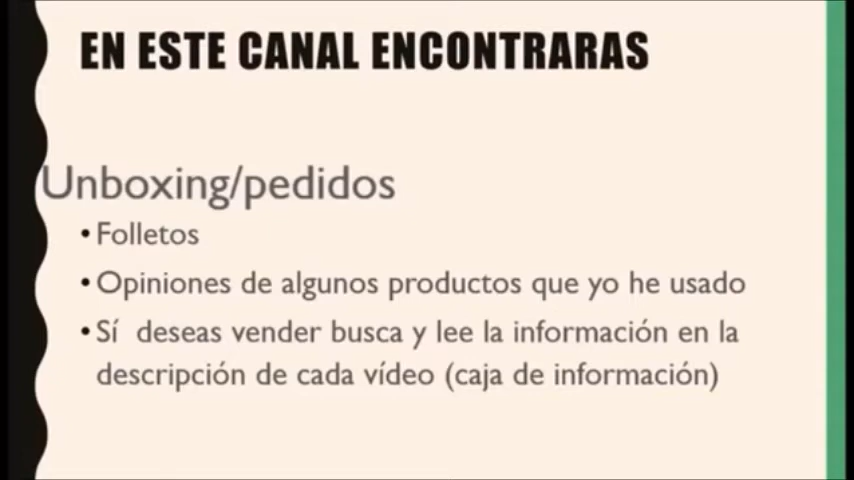 EN ESTE CANAL ENCONTRARAS
Unboxing/pedidos
• Folletos
• Opiniones de algunos productos que yo he usado
• Sí deseas vender busca y lee la información en la
descripción de cada vídeo (caja de información)